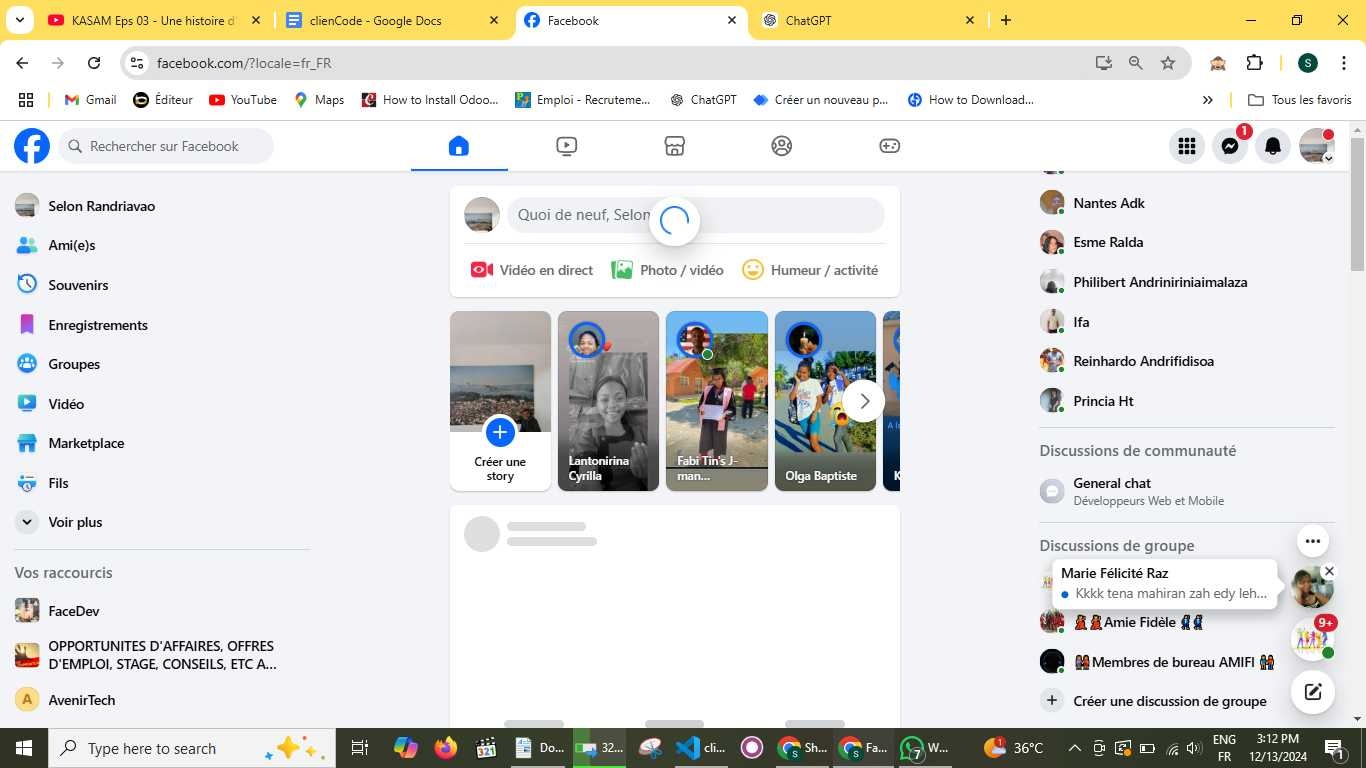 KASAM Eps 03 - Une histoire d'
clienCode - Google Docs
Facebook
ChatGPT
facebook.com/?locale=fr_FR
S
Gmail
Éditeur
YouTube
Maps
How to Install Odoo...
Emploi - Recruteme...
ChatGPT
Créer un nouveau p...
How to Download...
Tous les favoris
Rechercher sur Facebook
1
Selon Randriavao
Ami(e)s
Souvenirs
Enregistrements
Groupes
Vidéo
Marketplace
Fils
Voir plus
Vos raccourcis
FaceDev
OPPORTUNITES D'AFFAIRES, OFFRES
D'EMPLOI, STAGE, CONSEILS, ETC A...
A
AvenirTech
Quoi de neuf, Selon
Vidéo en direct
Photo / vidéo
Humeur / activité
Créer une
story
Lantonirina
Cyrilla
Fabi Tin's J-
man...
Olga Baptiste
K
Nantes Adk
Esme Ralda
Philibert Andriniriniaimalaza
Ifa
Reinhardo Andrifidisoa
Princia Ht
Discussions de communauté
General chat
Développeurs Web et Mobile
Discussions de groupe
Marie Félicité Raz
Kkkk tena mahiran zah edy leh...
Amie Fidèle
9+
Membres de bureau AMIFI
Créer une discussion de groupe
Type here to search
Do...
32...
cli...
Sh...
Fa...
7
W...
1
36°C
ENG
FR
3:12 PM
12/13/2024
1